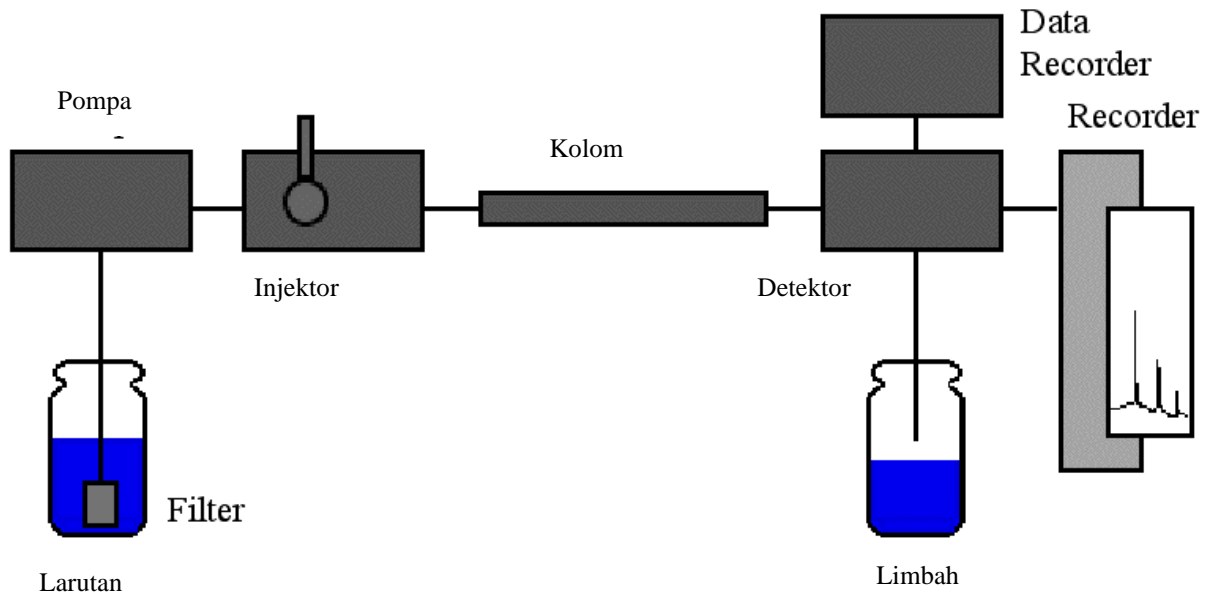 Data
Recorder
Pompa
Recorder
Kolom
Injektor
Detektor
Filter
Larutan
Limbah